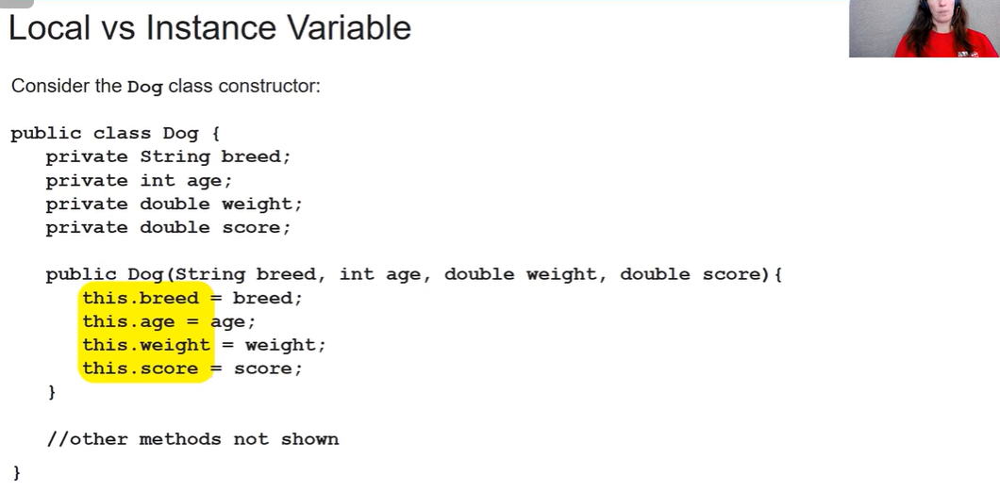 Local vs Instance Variable
Consider the Dog class constructor:
public class Dog {
private String breed;
private int age;
private double weight;
private double score;
public Dog(String breed, int age, double weight, double score){
this.breed = breed;
this.age = age;
this.weight = weight;
this.score = score;
}
//other methods not shown
}